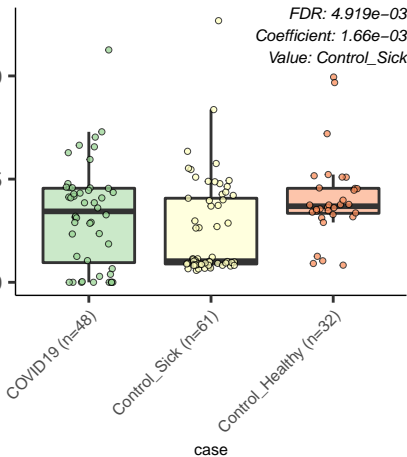 FDR: 4.919e−03
Coefficient: 1.66e−03
Value: Control_Sick
COVID19 (n=48)
Control_Sick (n=61)
Control_Healthy (n=32)
case